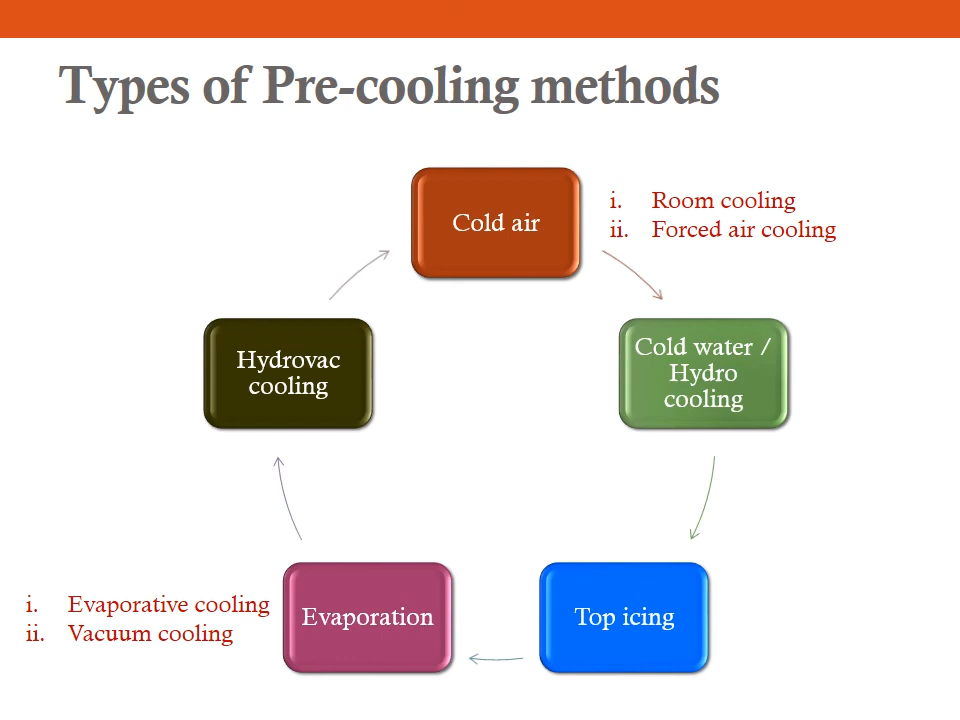 Types of Pre-cooling methods
Cold air
i. Room cooling
ii. Forced air cooling
Cold water /
Hydro
cooling
Top icing
Evaporation
i. Evaporative cooling
ii. Vacuum cooling
Hydrovac
cooling